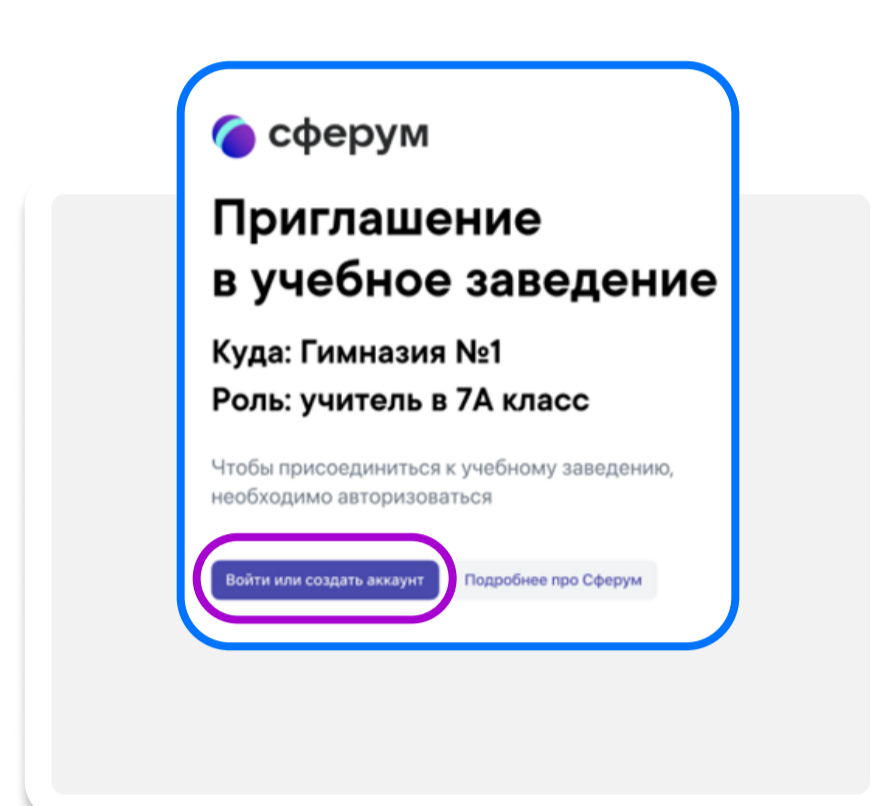 сферум
Приглашение
в учебное заведение
Куда: Гимназия №1
Роль: учитель в 7А класс
Чтобы присоединиться к учебному заведению,
необходимо авторизоваться
Войти или создать аккаунт
Подробнее про Сферум